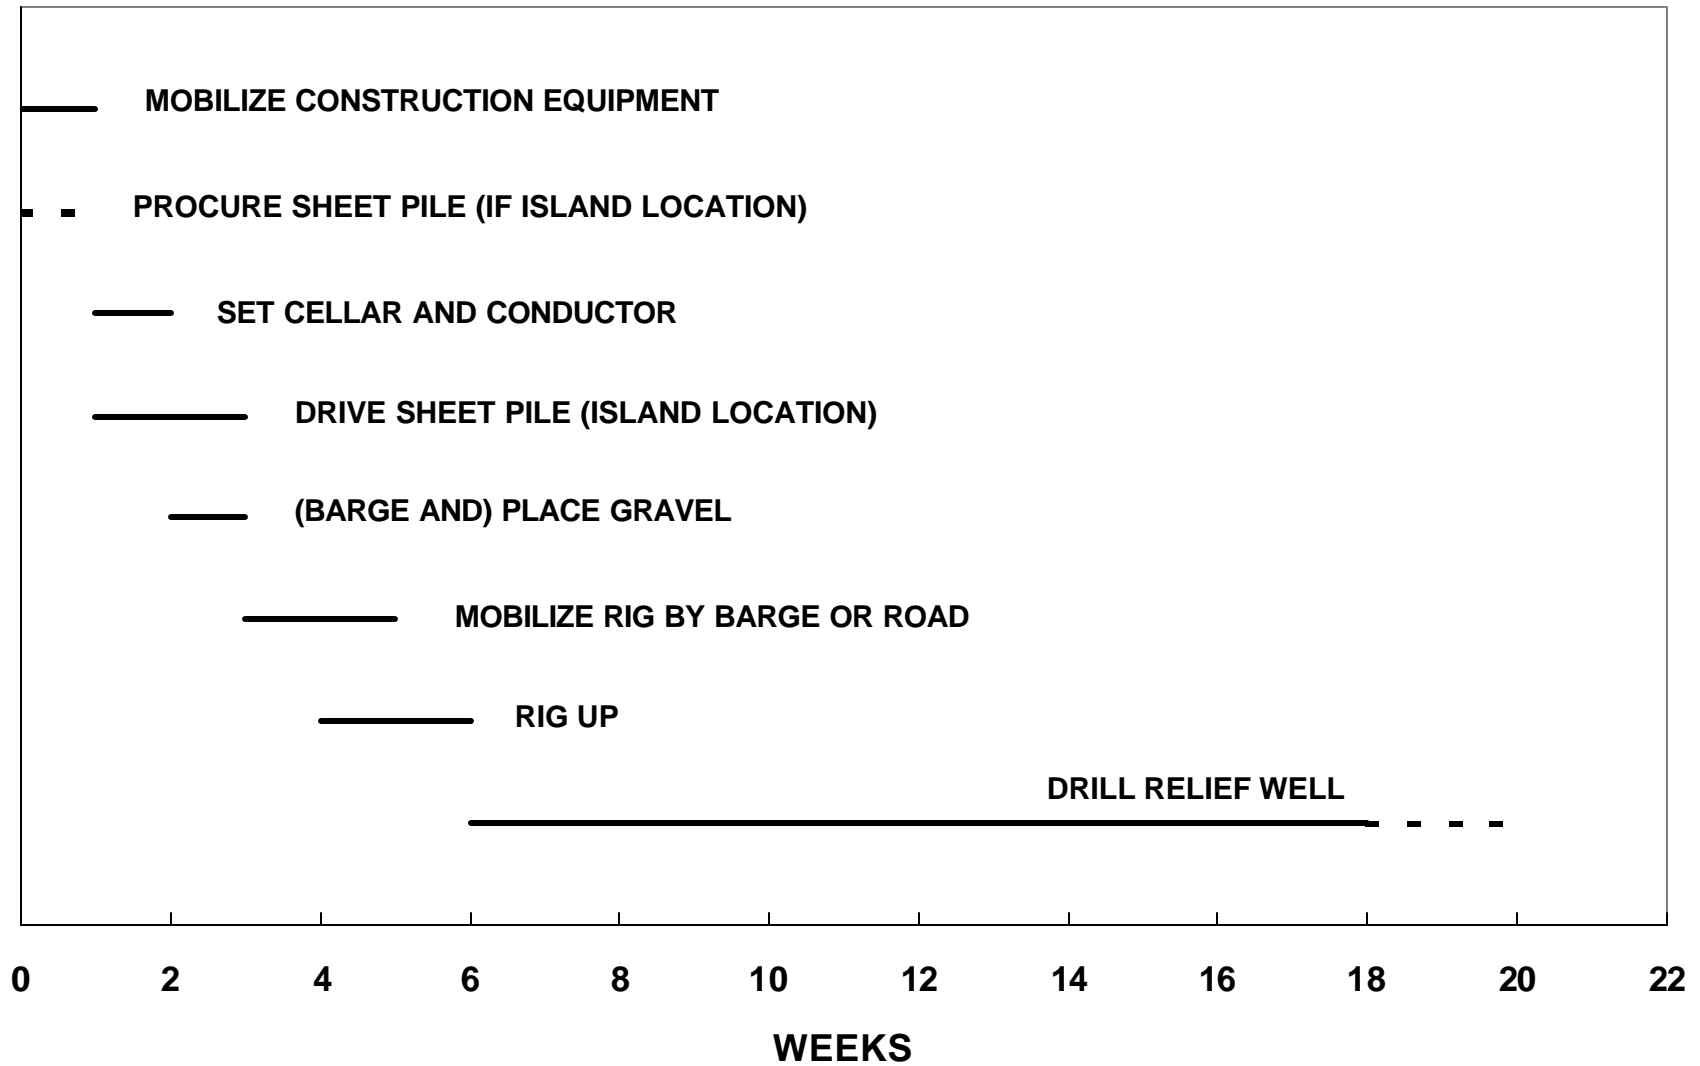 MOBILIZE CONSTRUCTION EQUIPMENT
PROCURE SHEET PILE (IF ISLAND LOCATION)
SET CELLAR AND CONDUCTOR
DRIVE SHEET PILE (ISLAND LOCATION)
(BARGE AND) PLACE GRAVEL
MOBILIZE RIG BY BARGE OR ROAD
RIG UP
DRILL RELIEF WELL
0 2 4 6 8 10 12 14 16 18 20 22
WEEKS